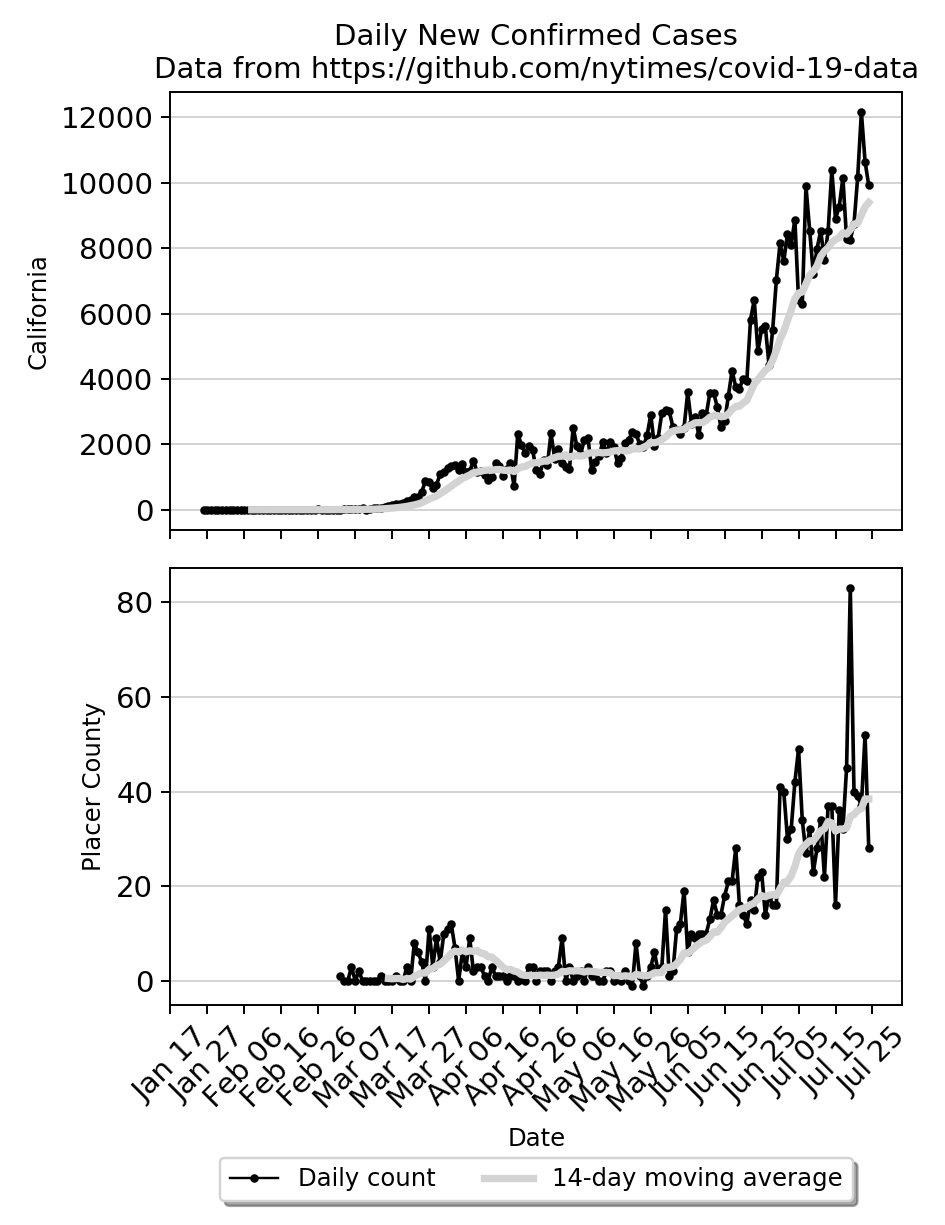 Daily New Confirmed Cases
Data from https://github.com/nytimes/covid-19-data
12000
10000
8000
6000
4000
2000
0
California
80
60
40
20
0
Placer County
Jan 17
Jan 27
Feb 06
Feb 16
Feb 26
Mar 07
Mar 17
Mar 27
Apr 06
Apr 16
Apr 26
May 06
May 16
May 26
Jun 05
Jun 15
Jun 25
Jul 05
Jul 15
Jul 25
Date
Daily count
14-day moving average